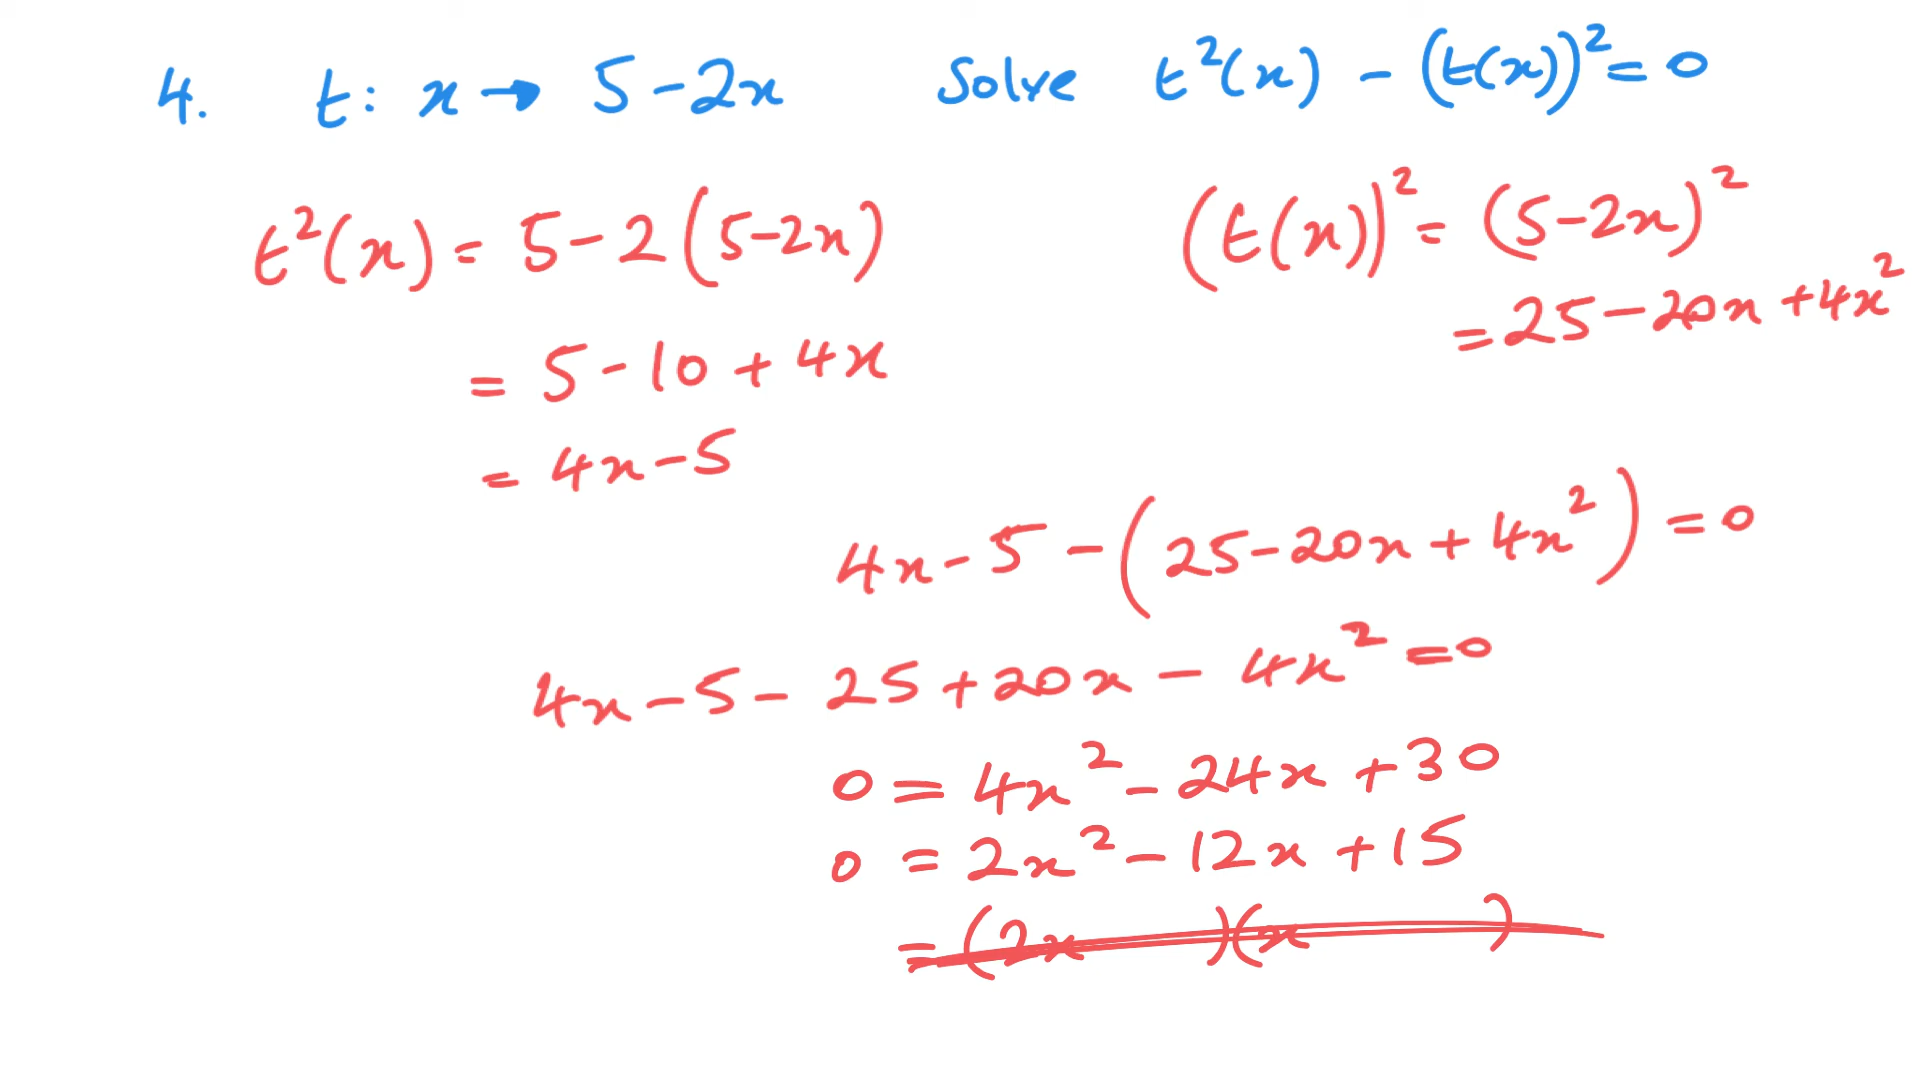 4. t: x → 5 - 2x Solve t²(x) - (t(x))² = 0
t²(x) = 5 - 2(5 - 2x)
(t(x))² = (5 - 2x)²
= 25 - 20x + 4x²
= 5 - 10 + 4x
= 4x - 5
4x - 5 - (25 - 20x + 4x²) = 0
4x - 5 - 25 + 20x - 4x² = 0
0 = 4x² - 24x + 30
0 = 2x² - 12x + 15
= (2x )(x )